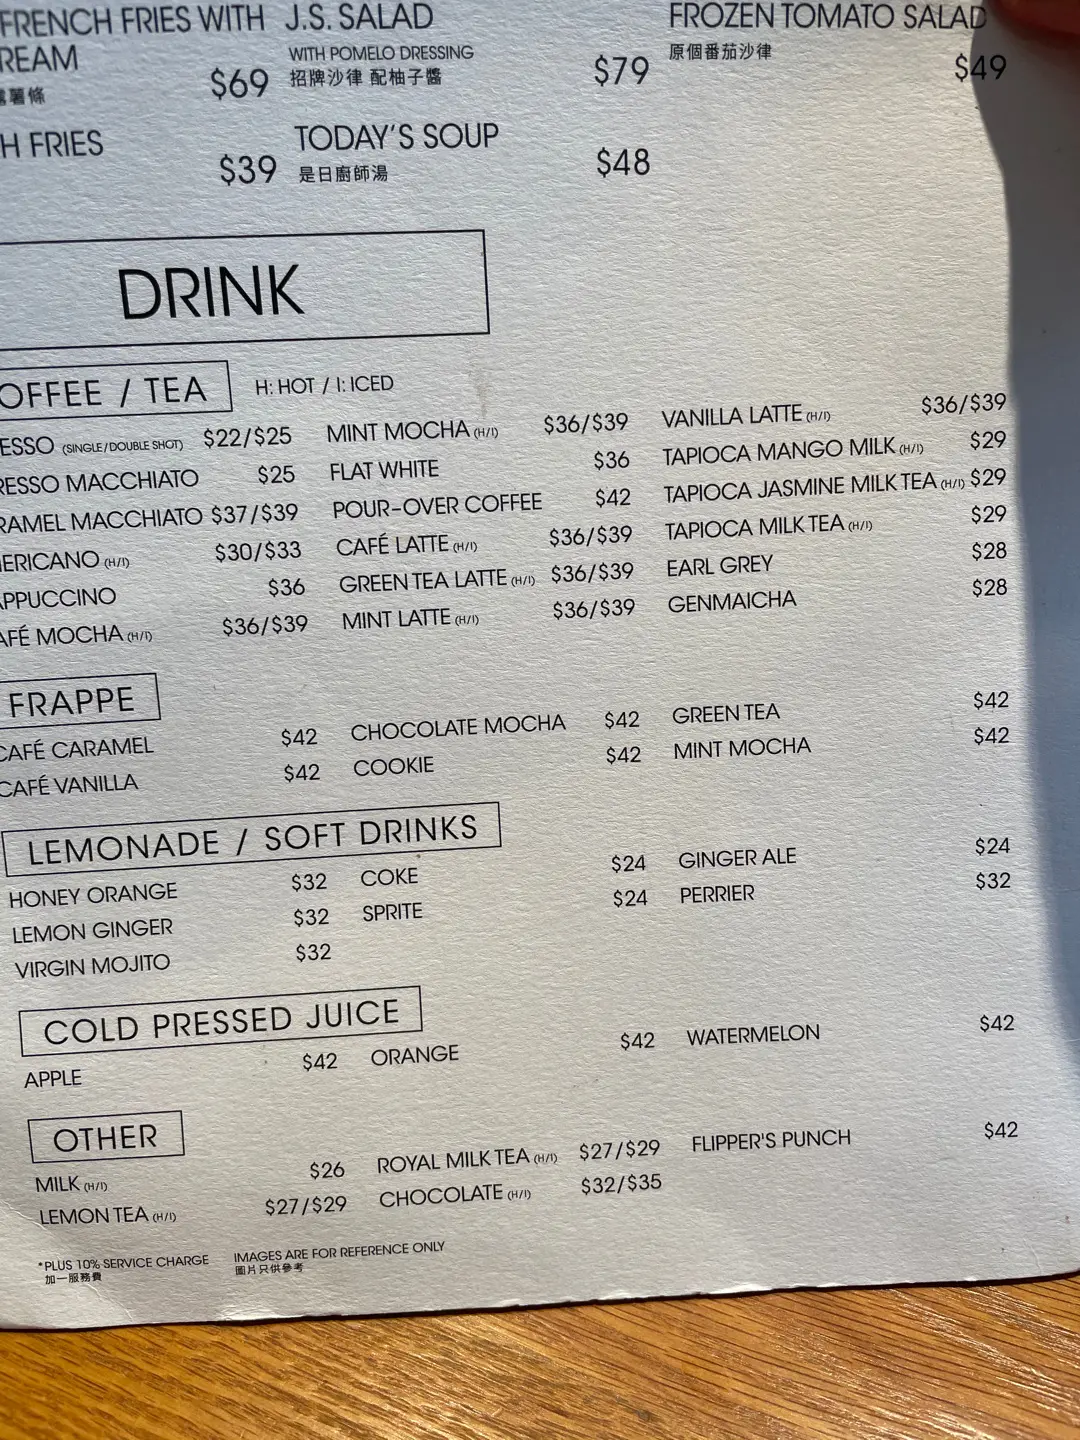 FRENCH FRIES WITH J.S. SALAD FROZEN TOMATO SALAD
WITH POMELO DRESSING 原個番茄沙律
$69 招牌沙律 配柚子醬 $79 $49
薯條
FRIES TODAY'S SOUP
$39 是日廚師湯 $48
DRINK
/ TEA H: HOT / I: ICED
(SINGLE/DOUBLE SHOT) $22/$25 MINT MOCHA (H/I) $36/$39 VANILLA LATTE (H/I) $36/$39
MACCHIATO $25 FLAT WHITE $36 TAPIOCA MANGO MILK (H/I) $29
MACCHIATO $37/$39 POUR-OVER COFFEE $42 TAPIOCA JASMINE MILK TEA (H/I) $29
(H/I) $30/$33 CAFÉ LATTE (H/I) $36/$39 TAPIOCA MILK TEA (H/I) $29
$36 GREEN TEA LATTE (H/I) $36/$39 EARL GREY $28
MOCHA (H/I) $36/$39 MINT LATTE (H/I) $36/$39 GENMAICHA $28
FRAPPE
CAFÉ CARAMEL $42 CHOCOLATE MOCHA $42 GREEN TEA $42
CAFÉ VANILLA $42 COOKIE $42 MINT MOCHA $42
LEMONADE / SOFT DRINKS
HONEY ORANGE $32 COKE $24 GINGER ALE $24
LEMON GINGER $32 SPRITE $24 PERRIER $32
VIRGIN MOJITO $32
COLD PRESSED JUICE
APPLE $42 ORANGE $42 WATERMELON $42
OTHER
MILK (H/I) $26 ROYAL MILK TEA (H/I) $27/$29 FLIPPER'S PUNCH $42
LEMON TEA (H/I) $27/$29 CHOCOLATE (H/I) $32/$35
*PLUS 10% SERVICE CHARGE IMAGES ARE FOR REFERENCE ONLY
加一服務費 圖片只供參考